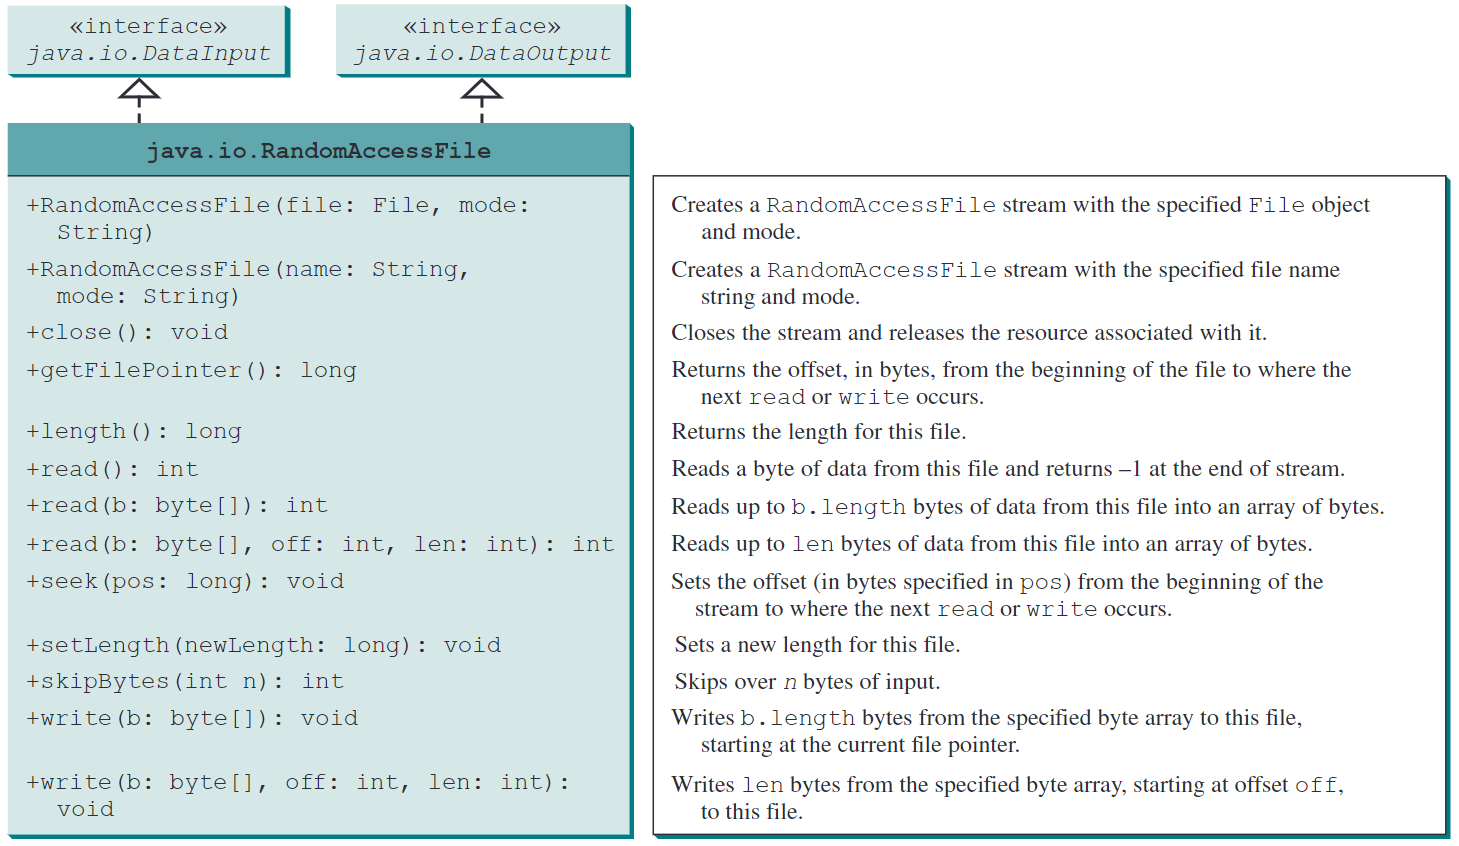 «interface»
java.io.DataInput
«interface»
java.io.DataOutput
java.io.RandomAccessFile
+RandomAccessFile(file: File, mode:
String)
Creates a RandomAccessFile stream with the specified File object
and mode.
+RandomAccessFile(name: String,
mode: String)
Creates a RandomAccessFile stream with the specified file name
string and mode.
+close(): void
Closes the stream and releases the resource associated with it.
+getFilePointer(): long
Returns the offset, in bytes, from the beginning of the file to where the
next read or write occurs.
+length(): long
Returns the length for this file.
+read(): int
Reads a byte of data from this file and returns –1 at the end of stream.
+read(b: byte[]): int
Reads up to b.length bytes of data from this file into an array of bytes.
+read(b: byte[], off: int, len: int): int
Reads up to len bytes of data from this file into an array of bytes.
+seek(pos: long): void
Sets the offset (in bytes specified in pos) from the beginning of the
stream to where the next read or write occurs.
+setLength(newLength: long): void
Sets a new length for this file.
+skipBytes(int n): int
Skips over n bytes of input.
+write(b: byte[]): void
Writes b.length bytes from the specified byte array to this file,
starting at the current file pointer.
+write(b: byte[], off: int, len: int):
void
Writes len bytes from the specified byte array, starting at offset off,
to this file.